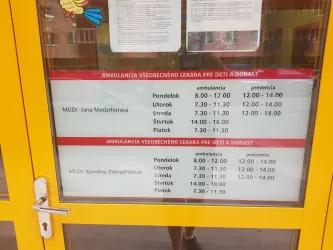 AMBULANCIA VŠEOBECNÉHO LEKÁRA PRE DETI A DORAST
ambulancia prevencia
Pondelok 8.00 - 12.00 12.00 - 14.00
Utorok 7.30 - 11.30 12.00 - 14.00
MUDr. Jana Medzihorská
Streda 7.30 - 11.30 12.00 - 14.00
Štvrtok 14.00 - 18.00
Piatok 7.30 - 11.30
AMBULANCIA VŠEOBECNÉHO LEKÁRA PRE DETI A DORAST
ambulancia prevencia
Pondelok 8.00 - 12.00 12.00 - 14.00
Utorok 7.30 - 11.30 12.00 - 14.00
MUDr. Karolína Zahradníková
Streda 7.30 - 11.30 12.00 - 14.00
Štvrtok 14.00 - 18.00
Piatok 7.30 - 11.30